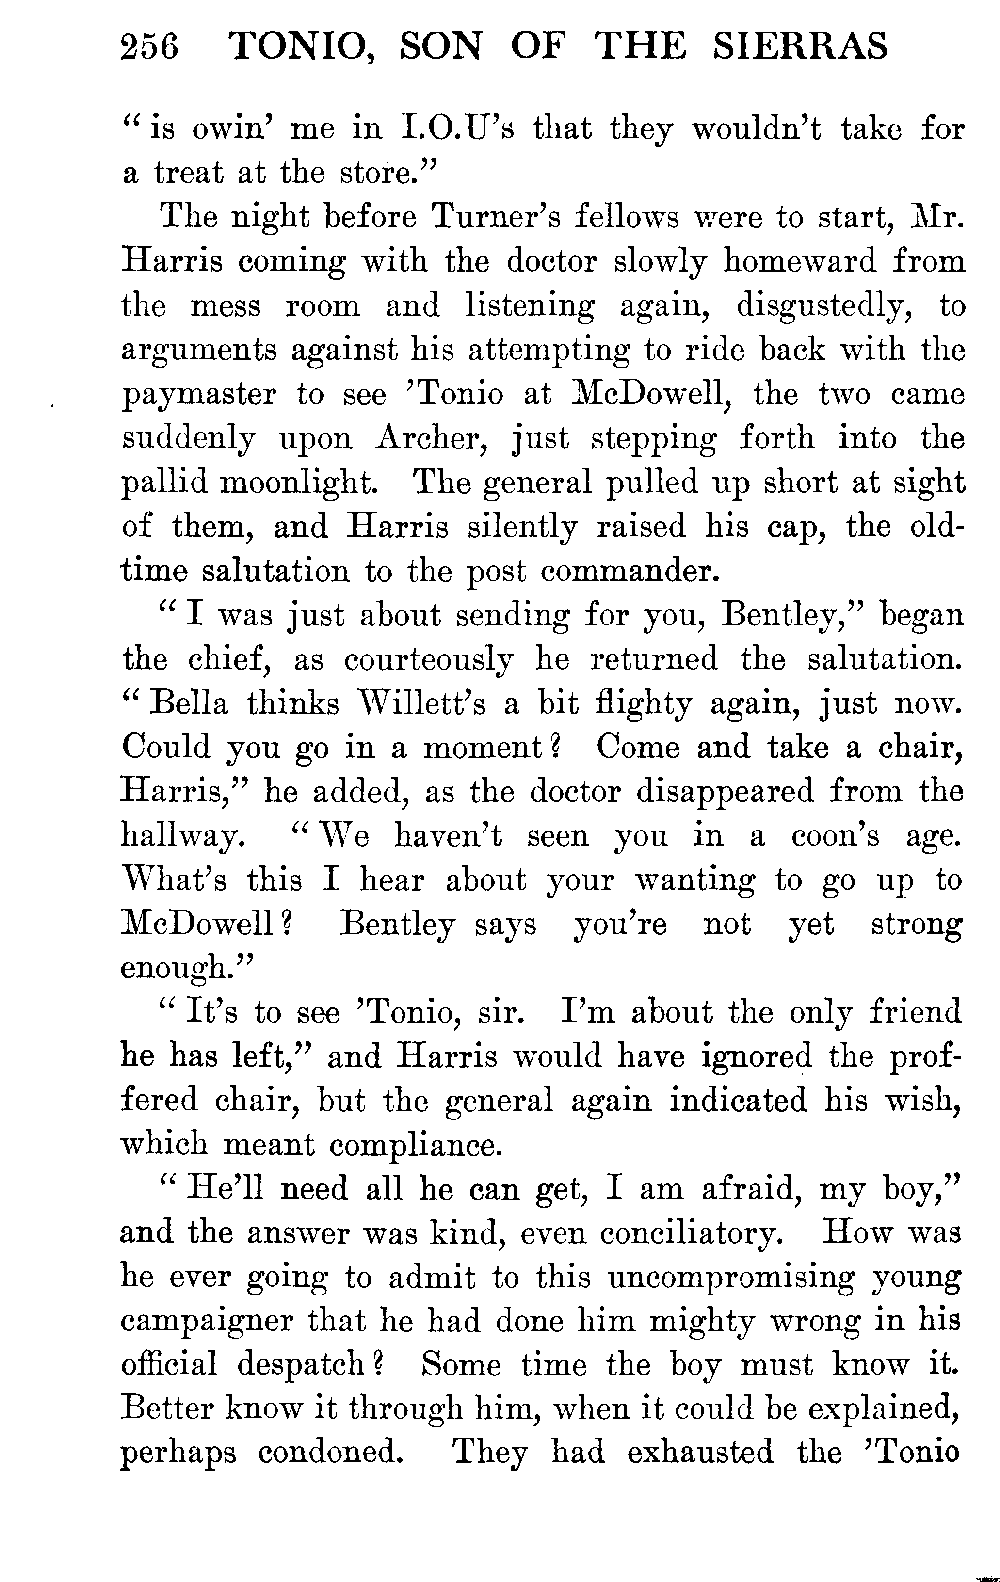 256 TONIO, SON OF THE SIERRAS
“ is owin’ me in I.O.U’s that they wouldn’t take for
a treat at the store.”
The night before Turner’s fellows were to start, Mr.
Harris coming with the doctor slowly homeward from
the mess room and listening again, disgustedly, to
arguments against his attempting to ride back with the
paymaster to see ’Tonio at McDowell, the two came
suddenly upon Archer, just stepping forth into the
pallid moonlight. The general pulled up short at sight
of them, and Harris silently raised his cap, the old-
time salutation to the post commander.
“ I was just about sending for you, Bentley,” began
the chief, as courteously he returned the salutation.
“ Bella thinks Willett’s a bit flighty again, just now.
Could you go in a moment? Come and take a chair,
Harris,” he added, as the doctor disappeared from the
hallway. “ We haven’t seen you in a coon’s age.
What’s this I hear about your wanting to go up to
McDowell? Bentley says you’re not yet strong
enough.”
“ It’s to see ’Tonio, sir. I’m about the only friend
he has left,” and Harris would have ignored the prof-
fered chair, but the general again indicated his wish,
which meant compliance.
“ He’ll need all he can get, I am afraid, my boy,”
and the answer was kind, even conciliatory. How was
he ever going to admit to this uncompromising young
campaigner that he had done him mighty wrong in his
official despatch? Some time the boy must know it.
Better know it through him, when it could be explained,
perhaps condoned. They had exhausted the ’Tonio